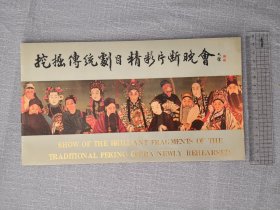 挖掘傳統劇目精彩片斷晚會
SHOW OF THE BRILLIANT FRAGMENTS OF THE
TRADITIONAL PEKING OPERA NEWLY REHEARSED